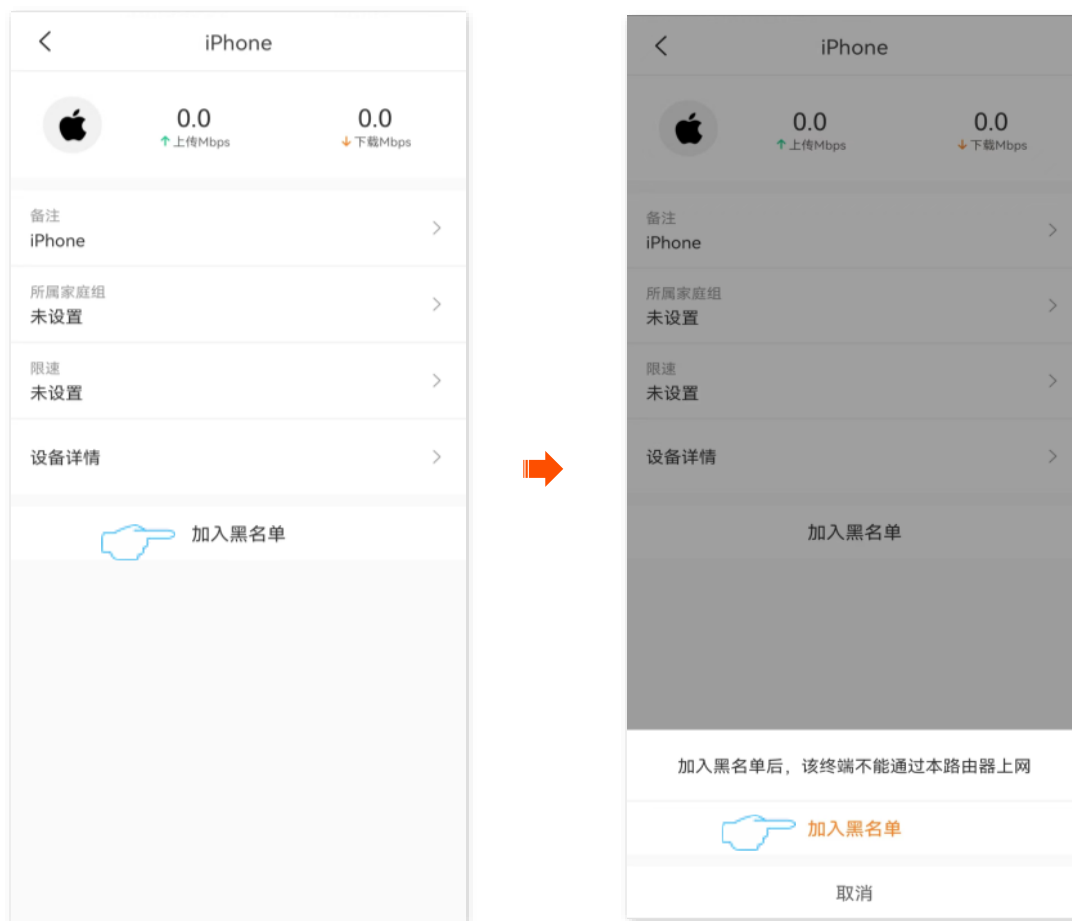 iPhone
0.0
上传Mbps
0.0
下载Mbps
备注
iPhone
所属家庭组
未设置
限速
未设置
设备详情
加入黑名单
iPhone
0.0
上传Mbps
0.0
下载Mbps
备注
iPhone
所属家庭组
未设置
限速
未设置
设备详情
加入黑名单
加入黑名单后，该终端不能通过本路由器上网
加入黑名单
取消